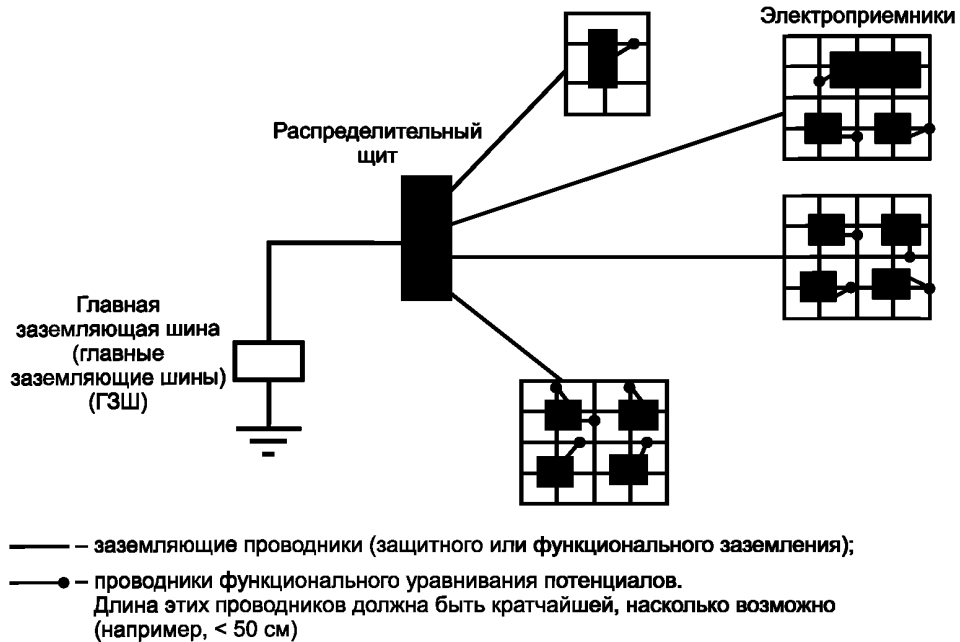 Электроприемники
Распределительный
щит
Главная
заземляющая шина
(главные
заземляющие шины)
(ГЗШ)
– заземляющие проводники (защитного или функционального заземления);
– проводники функционального уравнивания потенциалов.
Длина этих проводников должна быть кратчайшей, насколько возможно
(например, < 50 см)